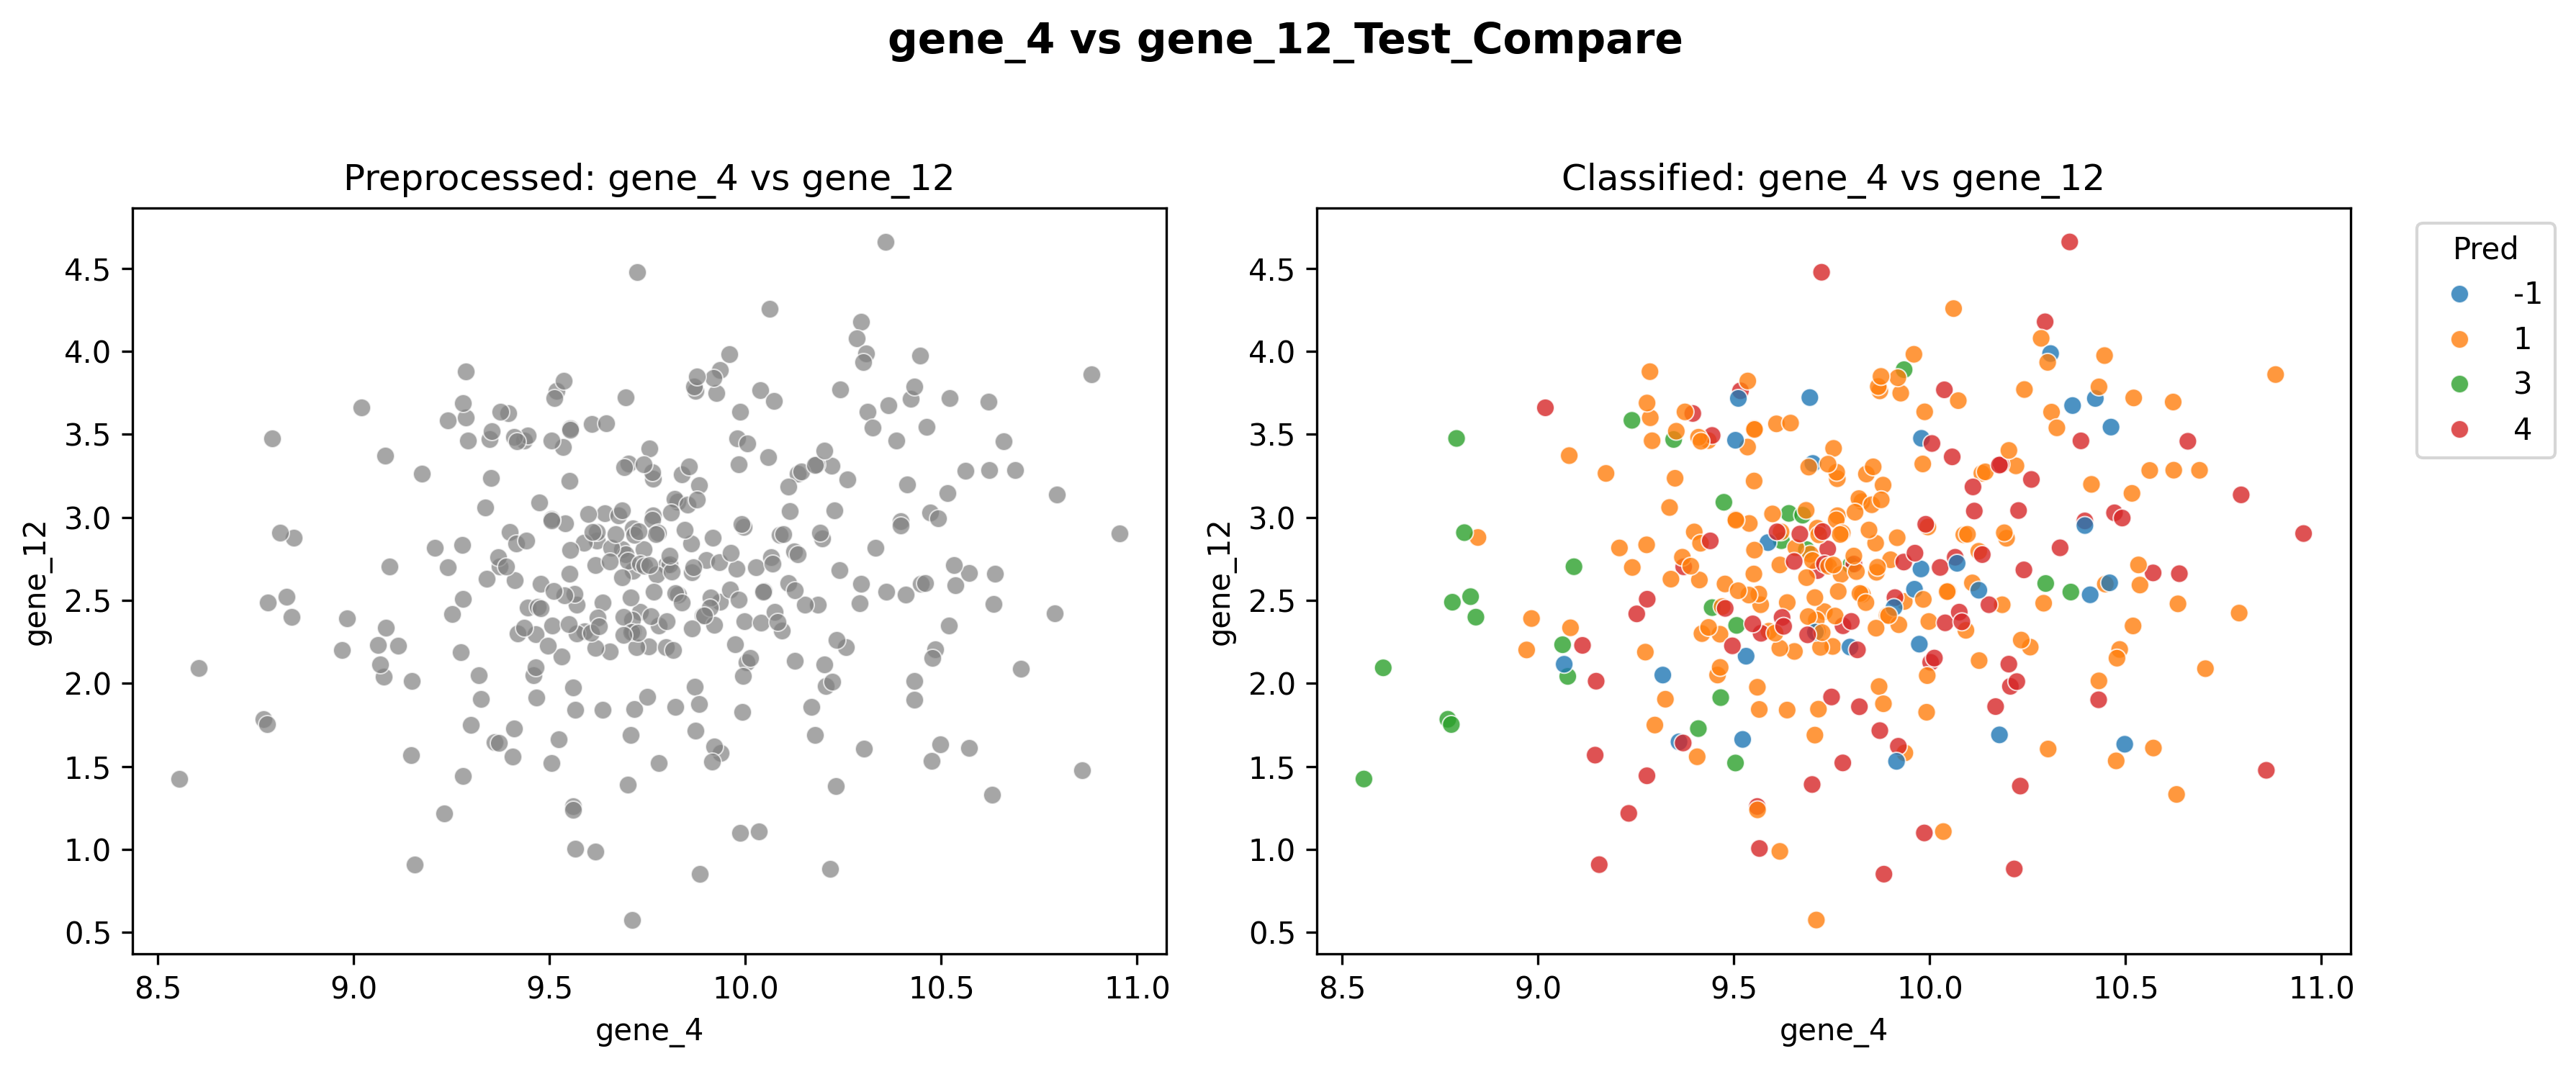 gene_4 vs gene_12_Test_Compare
Preprocessed: gene_4 vs gene_12
4.5
4.0
3.5
3.0
2.5
2.0
1.5
1.0
0.5
gene_12
8.5 9.0 9.5 10.0 10.5 11.0
gene_4
Classified: gene_4 vs gene_12
4.5
4.0
3.5
3.0
2.5
2.0
1.5
1.0
0.5
gene_12
8.5 9.0 9.5 10.0 10.5 11.0
gene_4
Pred
-1
1
3
4